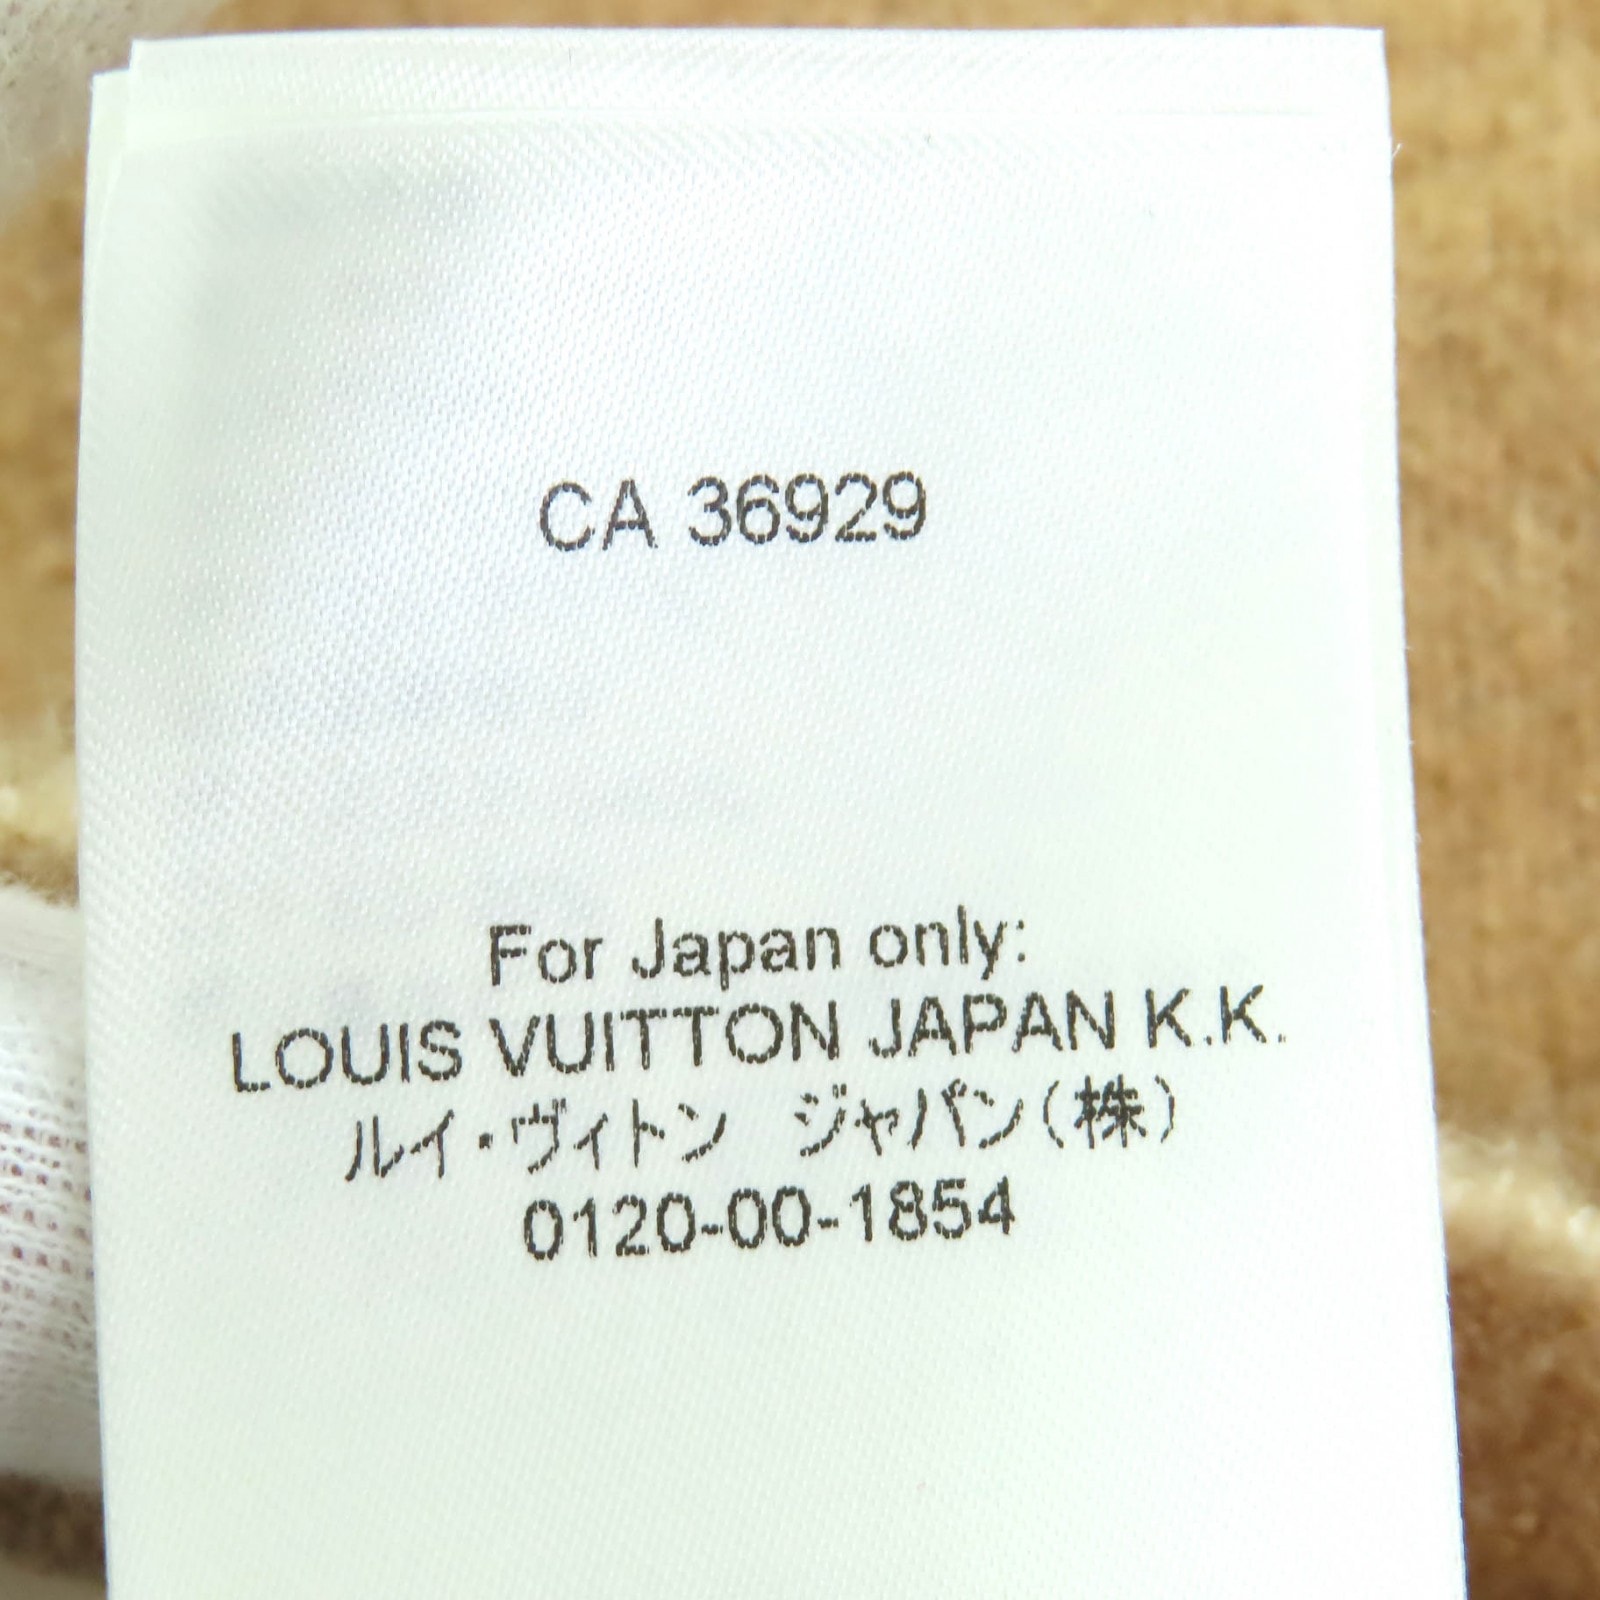 CA 36929
For Japan only:
LOUIS VUITTON JAPAN K.K.
ルイ・ヴィトン ジャパン(株)
0120-00-1854